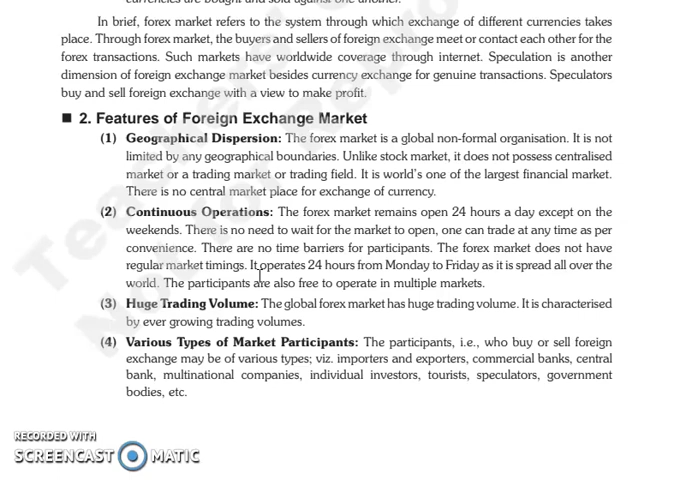 currencies are bought and sold against one another.
In brief, forex market refers to the system through which exchange of different currencies takes
place. Through forex market, the buyers and sellers of foreign exchange meet or contact each other for the
forex transactions. Such markets have worldwide coverage through internet. Speculation is another
dimension of foreign exchange market besides currency exchange for genuine transactions. Speculators
buy and sell foreign exchange with a view to make profit.
■ 2. Features of Foreign Exchange Market
(1) Geographical Dispersion: The forex market is a global non-formal organisation. It is not
limited by any geographical boundaries. Unlike stock market, it does not possess centralised
market or a trading market or trading field. It is world's one of the largest financial market.
There is no central market place for exchange of currency.
(2) Continuous Operations: The forex market remains open 24 hours a day except on the
weekends. There is no need to wait for the market to open, one can trade at any time as per
convenience. There are no time barriers for participants. The forex market does not have
regular market timings. It operates 24 hours from Monday to Friday as it is spread all over the
world. The participants are also free to operate in multiple markets.
(3) Huge Trading Volume: The global forex market has huge trading volume. It is characterised
by ever growing trading volumes.
(4) Various Types of Market Participants: The participants, i.e., who buy or sell foreign
exchange may be of various types; viz. importers and exporters, commercial banks, central
bank, multinational companies, individual investors, tourists, speculators, government
bodies, etc.
RECORDED WITH
SCREENCAST MATIC